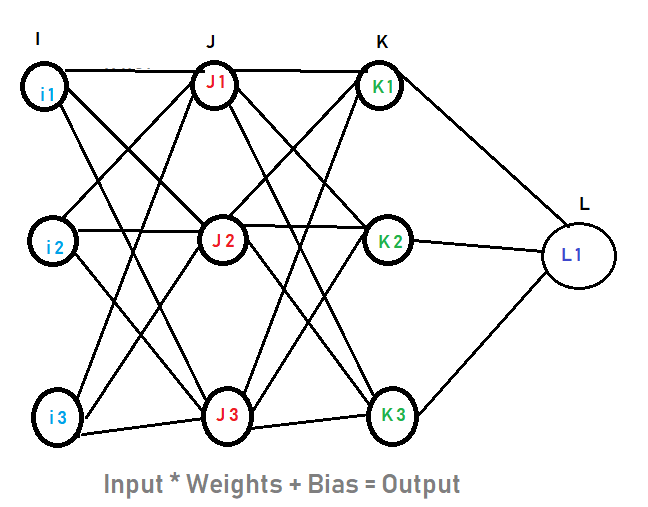 I J K
L
i1 J1 K1
i2 J2 K2 L1
i3 J3 K3
Input * Weights + Bias = Output